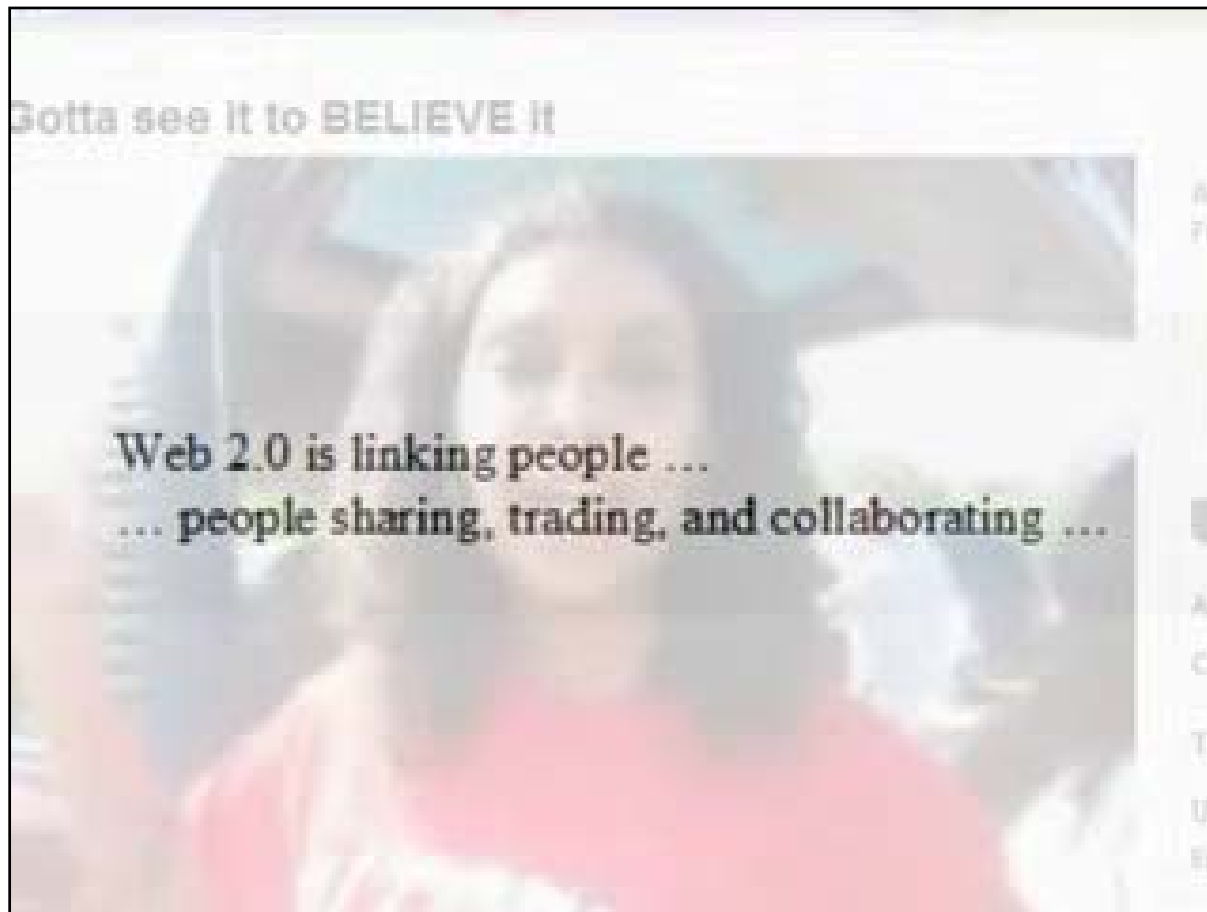 Gotta see it to BELIEVE it
Web 2.0 is linking people ...
... people sharing, trading, and collaborating ...